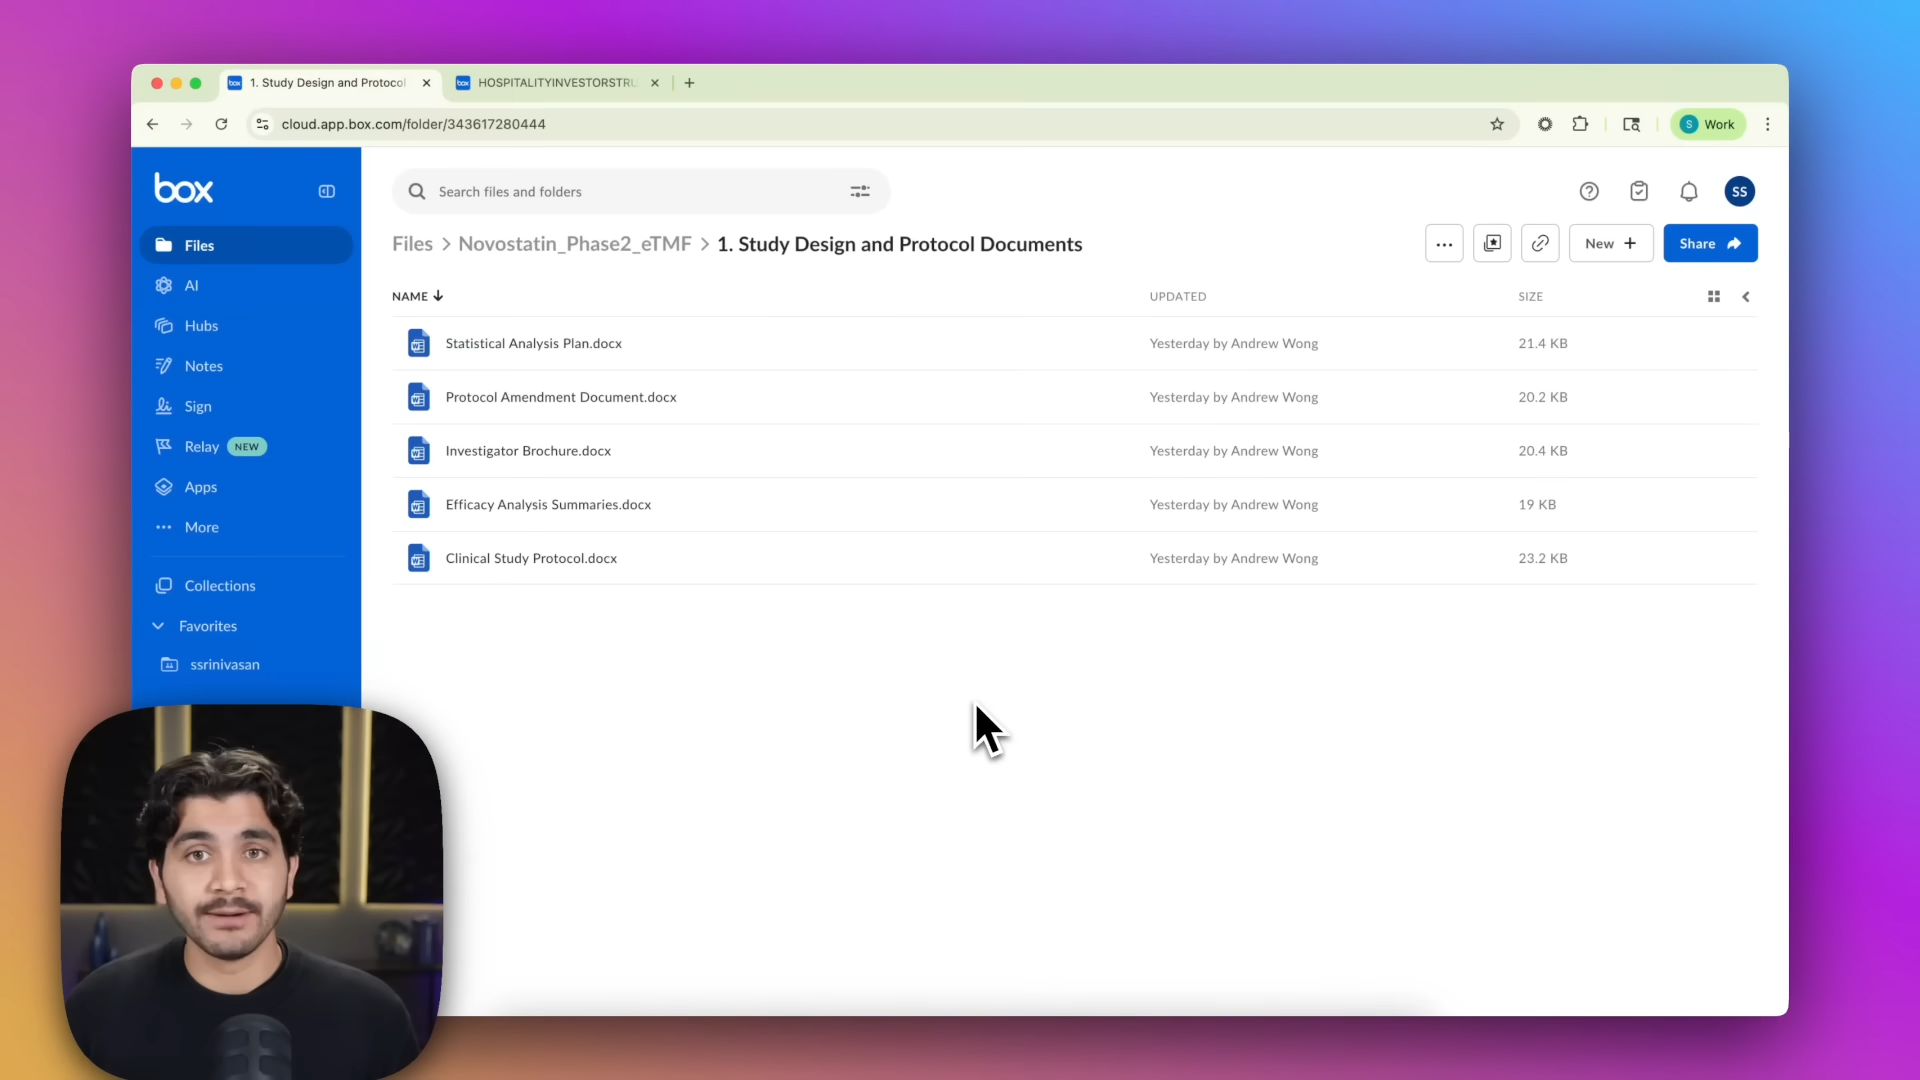 1. Study Design and Protocol
HOSPITALITYINVESTORSTRU
cloud.app.box.com/folder/343617280444
S Work
box
Search files and folders
SS
Files
AI
Hubs
Notes
Sign
Relay NEW
Apps
More
Collections
Favorites
ssrinivasan
Files > Novostatin_Phase2_eTMF > 1. Study Design and Protocol Documents
New +
Share
NAME UPDATED SIZE
Statistical Analysis Plan.docx Yesterday by Andrew Wong 21.4 KB
Protocol Amendment Document.docx Yesterday by Andrew Wong 20.2 KB
Investigator Brochure.docx Yesterday by Andrew Wong 20.4 KB
Efficacy Analysis Summaries.docx Yesterday by Andrew Wong 19 KB
Clinical Study Protocol.docx Yesterday by Andrew Wong 23.2 KB